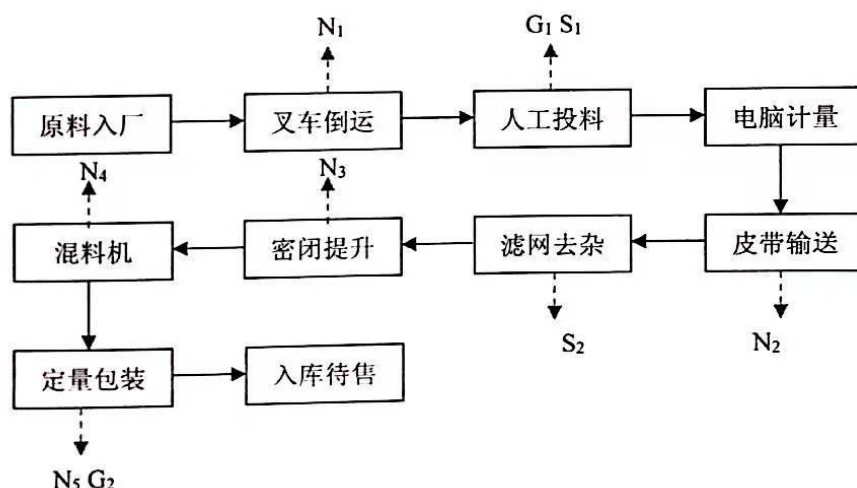 N₁
G₁ S₁
原料入厂
叉车倒运
人工投料
电脑计量
N₄
N₃
混料机
密闭提升
滤网去杂
皮带输送
S₂
N₂
定量包装
入库待售
N₅ G₂